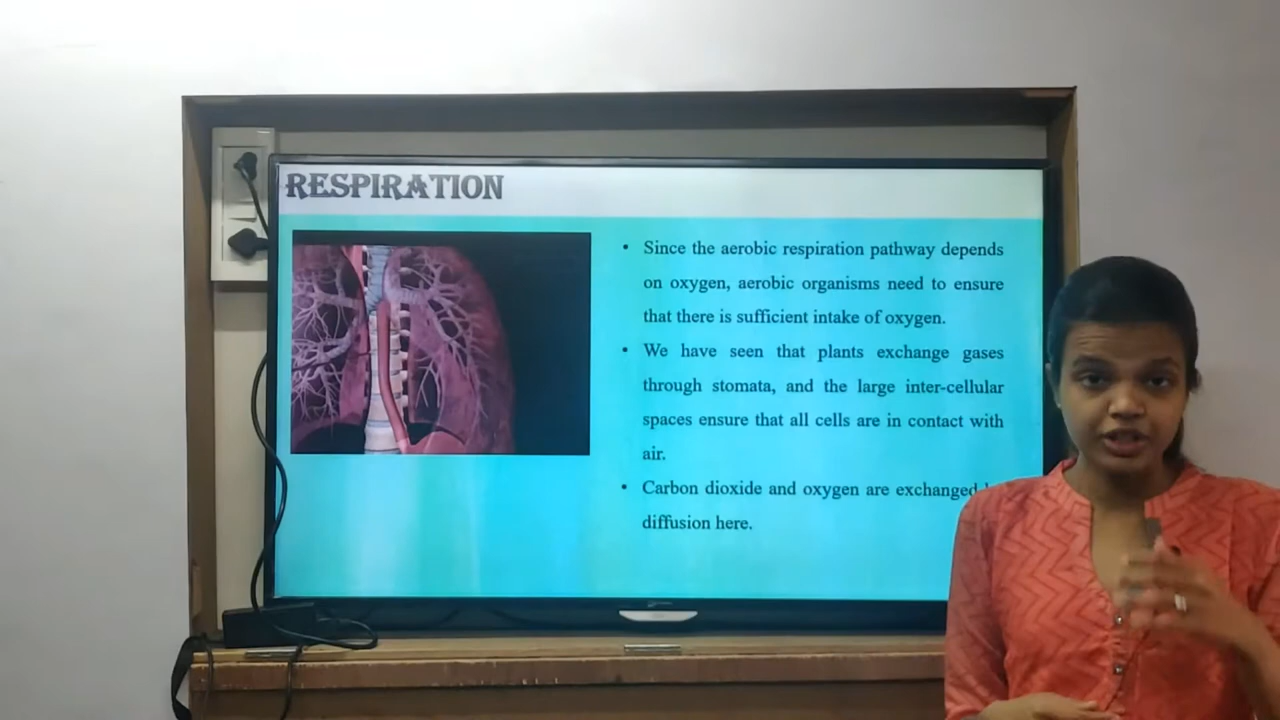 RESPIRATION
• Since the aerobic respiration pathway depends
on oxygen, aerobic organisms need to ensure
that there is sufficient intake of oxygen.
• We have seen that plants exchange gases
through stomata, and the large inter-cellular
spaces ensure that all cells are in contact with
air.
• Carbon dioxide and oxygen are exchanged
diffusion here.